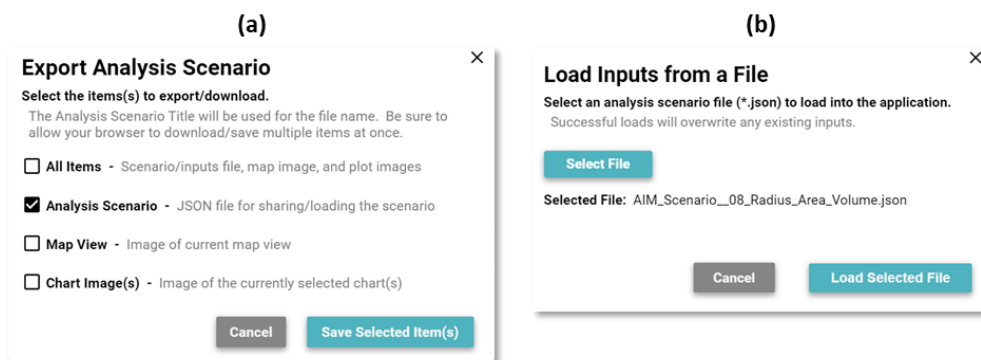 (a)
Export Analysis Scenario
Select the items(s) to export/download.
The Analysis Scenario Title will be used for the file name. Be sure to
allow your browser to download/save multiple items at once.
All Items - Scenario/inputs file, map image, and plot images
Analysis Scenario - JSON file for sharing/loading the scenario
Map View - Image of current map view
Chart Image(s) - Image of the currently selected chart(s)
Cancel Save Selected Item(s)
(b)
Load Inputs from a File
Select an analysis scenario file (*.json) to load into the application.
Successful loads will overwrite any existing inputs.
Select File
Selected File: AIM_Scenario__08_Radius_Area_Volume.json
Cancel Load Selected File